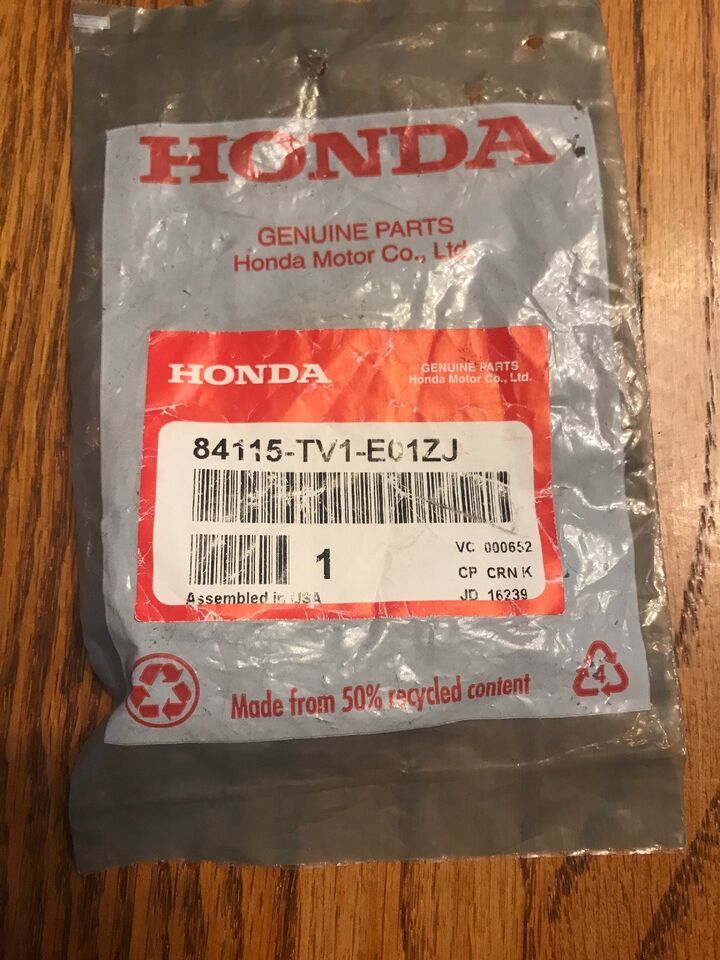 HONDA
GENUINE PARTS
Honda Motor Co., Ltd.
HONDA
GENUINE PARTS
Honda Motor Co., Ltd.
84115-TV1-E01ZJ
1
VC 000652
CP CRN K
JD 16239
Assembled in USA
4
Made from 50% recycled content